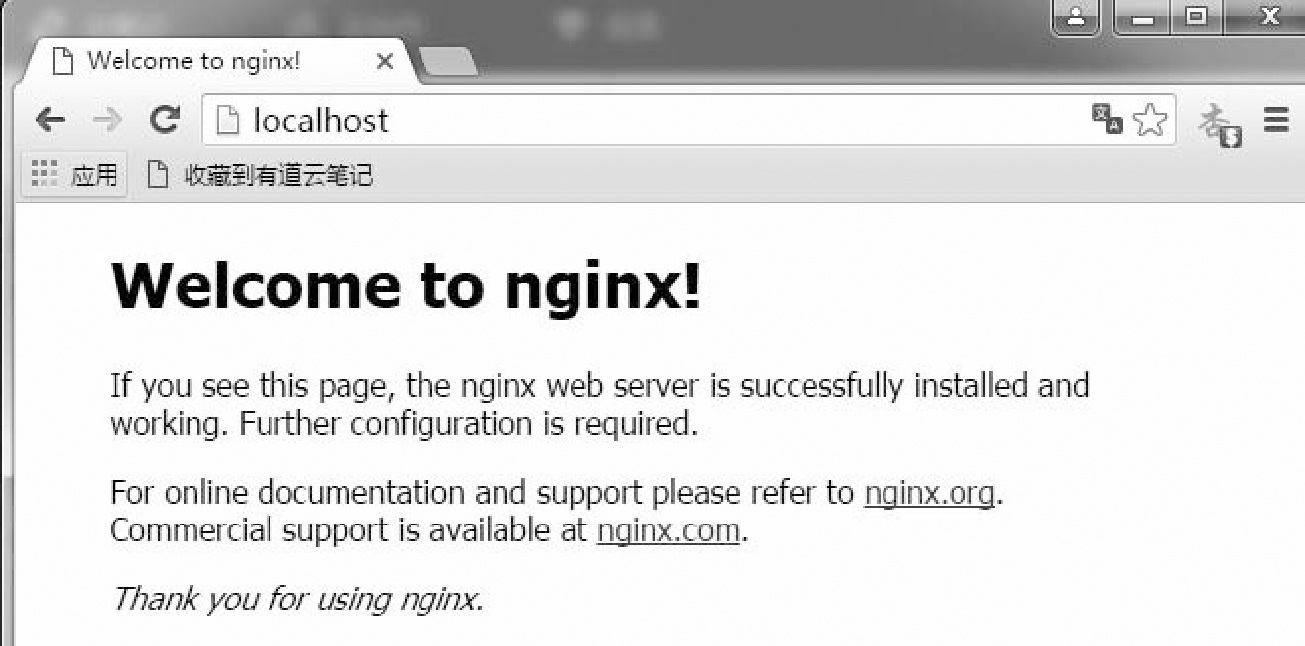 Welcome to nginx!
localhost
应用 收藏到有道云笔记
Welcome to nginx!
If you see this page, the nginx web server is successfully installed and
working. Further configuration is required.
For online documentation and support please refer to nginx.org.
Commercial support is available at nginx.com.
Thank you for using nginx.